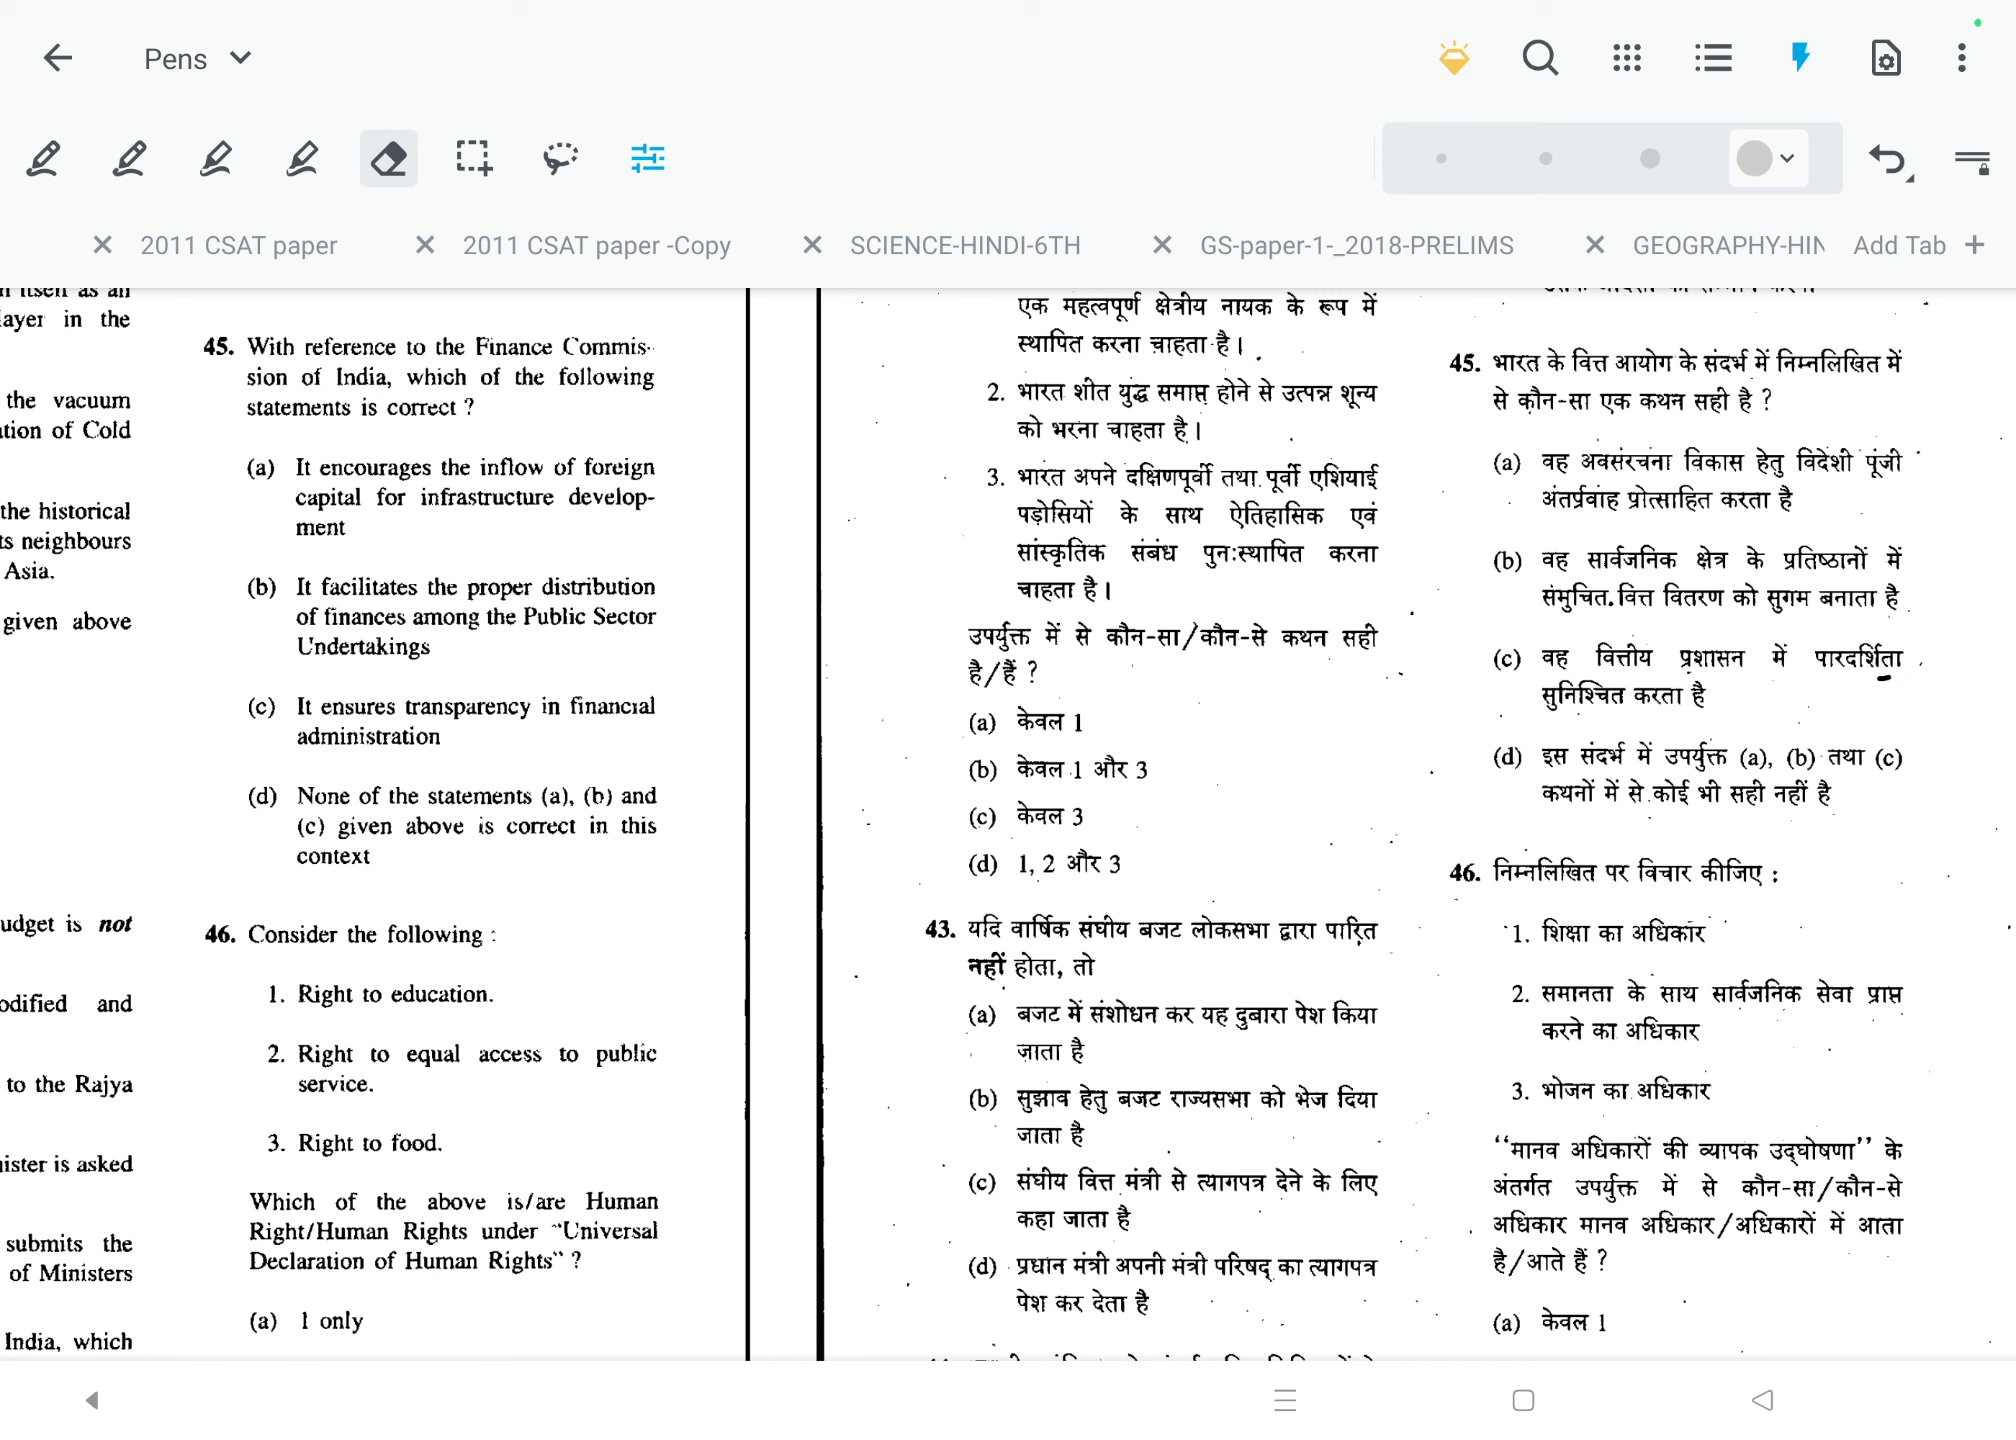 Pens
2011 CSAT paper
2011 CSAT paper -Copy
SCIENCE-HINDI-6TH
GS-paper-1-_2018-PRELIMS
GEOGRAPHY-HIN
Add Tab
n itself as an
layer in the
the vacuum
ation of Cold
the historical
ts neighbours
Asia.
given above
udget is not
odified and
to the Rajya
nister is asked
submits the
of Ministers
India, which
45. With reference to the Finance Commis-
sion of India, which of the following
statements is correct ?
(a) It encourages the inflow of foreign
capital for infrastructure develop-
ment
(b) It facilitates the proper distribution
of finances among the Public Sector
Undertakings
(c) It ensures transparency in financial
administration
(d) None of the statements (a), (b) and
(c) given above is correct in this
context
46. Consider the following :
1. Right to education.
2. Right to equal access to public
service.
3. Right to food.
Which of the above is/are Human
Right/Human Rights under "Universal
Declaration of Human Rights" ?
(a) 1 only
एक महत्वपूर्ण क्षेत्रीय नायक के रूप में
स्थापित करना चाहता है।
2. भारत शीत युद्ध समाप्त होने से उत्पन्न शून्य
को भरना चाहता है।
3. भारत अपने दक्षिणपूर्वी तथा पूर्वी एशियाई
पड़ोसियों के साथ ऐतिहासिक एवं
सांस्कृतिक संबंध पुनःस्थापित करना
चाहता है।
उपर्युक्त में से कौन-सा/कौन-से कथन सही
है/हैं ?
(a) केवल 1
(b) केवल 1 और 3
(c) केवल 3
(d) 1, 2 और 3
43. यदि वार्षिक संघीय बजट लोकसभा द्वारा पारित
नहीं होता, तो
(a) बजट में संशोधन कर यह दुबारा पेश किया
जाता है
(b) सुझाव हेतु बजट राज्यसभा को भेज दिया
जाता है
(c) संघीय वित्त मंत्री से त्यागपत्र देने के लिए
कहा जाता है
(d) प्रधान मंत्री अपनी मंत्री परिषद् का त्यागपत्र
पेश कर देता है
45. भारत के वित्त आयोग के संदर्भ में निम्नलिखित में
से कौन-सा एक कथन सही है ?
(a) वह अवसंरचना विकास हेतु विदेशी पूंजी
अंतर्प्रवाह प्रोत्साहित करता है
(b) वह सार्वजनिक क्षेत्र के प्रतिष्ठानों में
संमुचित वित्त वितरण को सुगम बनाता है
(c) वह वित्तीय प्रशासन में पारदर्शिता
सुनिश्चित करता है
(d) इस संदर्भ में उपर्युक्त (a), (b) तथा (c)
कथनों में से कोई भी सही नहीं है
46. निम्नलिखित पर विचार कीजिए :
1. शिक्षा का अधिकार
2. समानता के साथ सार्वजनिक सेवा प्राप्त
करने का अधिकार
3. भोजन का अधिकार
"मानव अधिकारों की व्यापक उद्घोषणा" के
अंतर्गत उपर्युक्त में से कौन-सा/कौन-से
अधिकार मानव अधिकार/अधिकारों में आता
है/आते हैं ?
(a) केवल 1